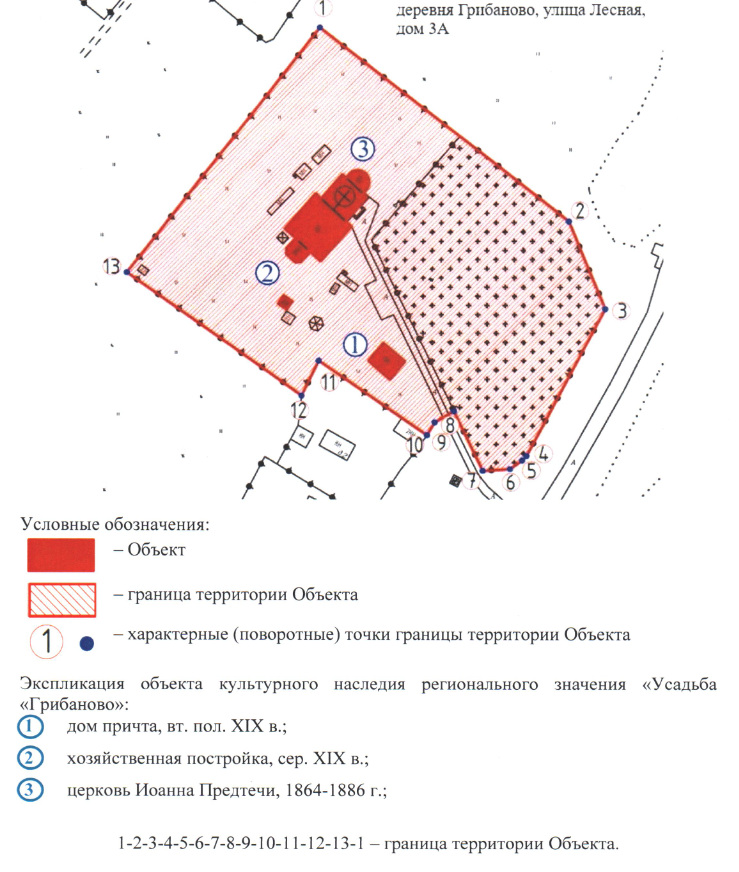 деревня Грибаново, улица Лесная,
дом 3А
1
2
3
3
13
2
1
11
12
10
9
8
7
6
5
4
Условные обозначения:
– Объект
– граница территории Объекта
1
– характерные (поворотные) точки границы территории Объекта
Экспликация объекта культурного наследия регионального значения «Усадьба
«Грибаново»:
1 дом причта, вт. пол. XIX в.;
2 хозяйственная постройка, сер. XIX в.;
3 церковь Иоанна Предтечи, 1864-1886 г.;
1-2-3-4-5-6-7-8-9-10-11-12-13-1 – граница территории Объекта.